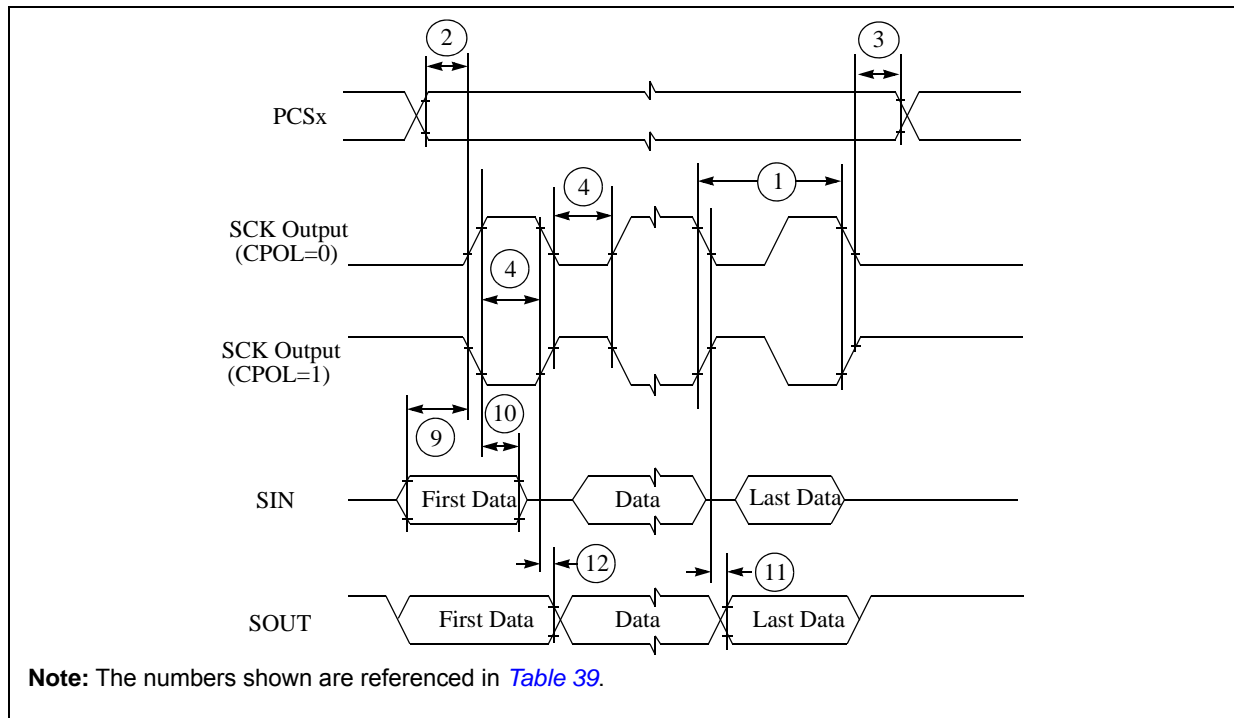 2
3
PCSx
4
1
SCK Output
(CPOL=0)
4
SCK Output
(CPOL=1)
10
9
SIN
First Data
Data
Last Data
12
11
SOUT
First Data
Data
Last Data
Note: The numbers shown are referenced in Table 39.